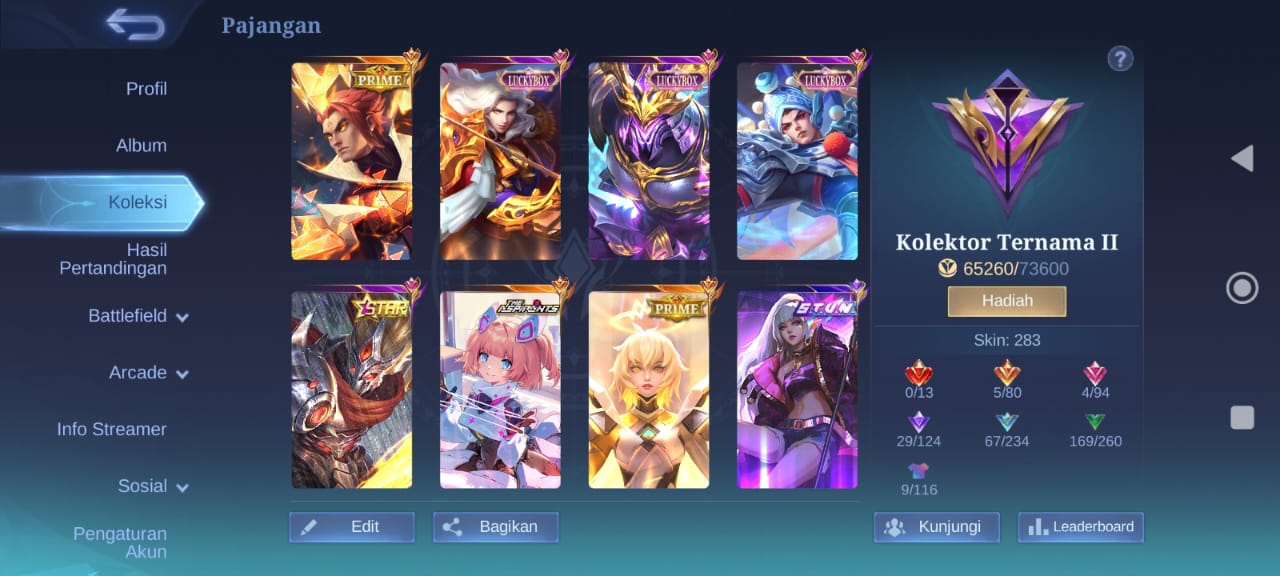 Pajangan
Profil
Album
Koleksi
Hasil
Pertandingan
Battlefield
Arcade
Info Streamer
Sosial
Pengaturan
Akun
PRIME
LUCKYBOX
LUCKYBOX
LUCKYBOX
STAR
THE ASPIRANTS
PRIME
S.T.U.N
Edit
Bagikan
?
Kolektor Ternama II
65260/73600
Hadiah
Skin: 283
0/13
5/80
4/94
29/124
67/234
169/260
9/116
Kunjungi
Leaderboard